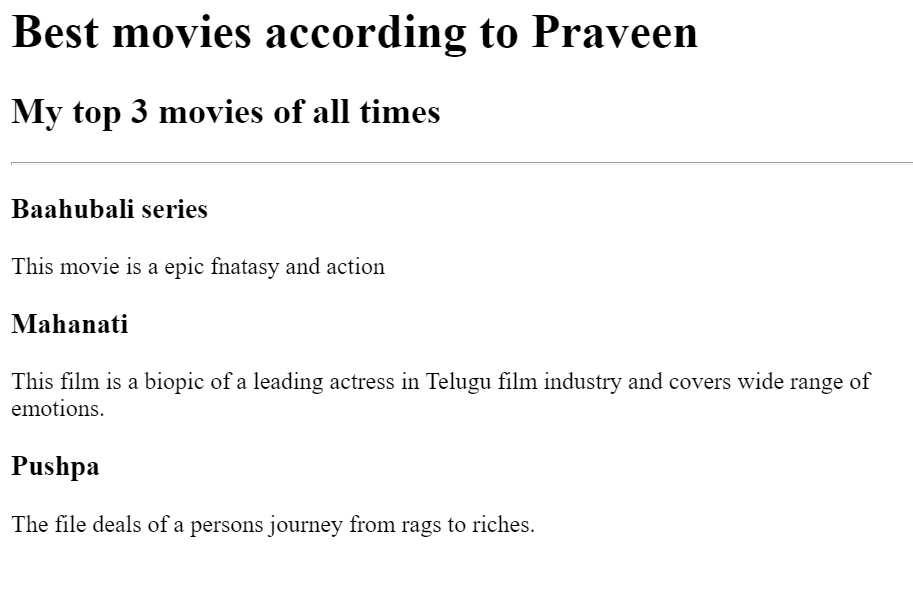 Best movies according to Praveen
My top 3 movies of all times
Baahubali series
This movie is a epic fnatasy and action
Mahanati
This film is a biopic of a leading actress in Telugu film industry and covers wide range of
emotions.
Pushpa
The file deals of a persons journey from rags to riches.